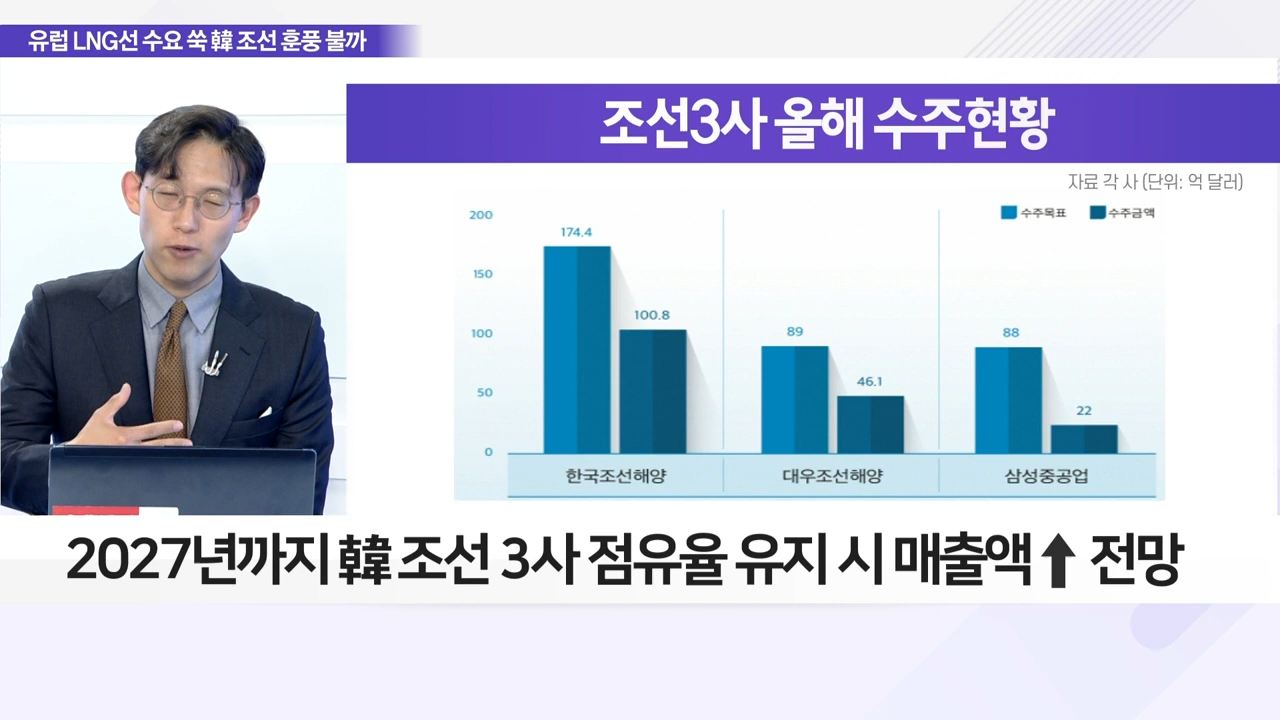 유럽 LNG선 수요 쑥 韓 조선 훈풍 불까
조선3사 올해 수주현황
자료 각 사 (단위: 억 달러)
수주목표 수주금액
200
150
100
50
0
174.4
100.8
89
46.1
88
22
한국조선해양 대우조선해양 삼성중공업
2027년까지 韓 조선 3사 점유율 유지 시 매출액⬆ 전망